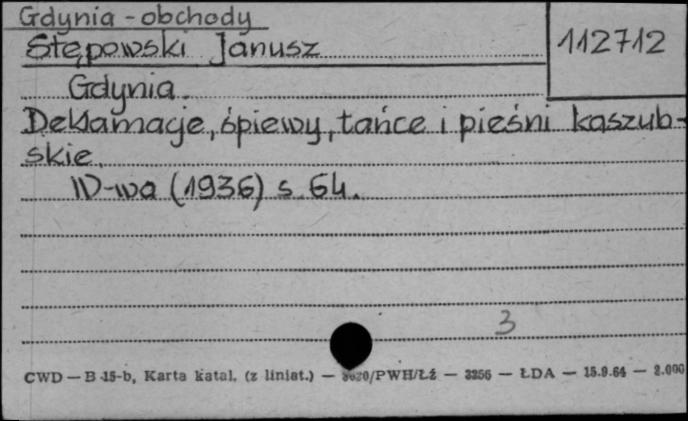 Gdynia - obchody
Stępowski Janusz
112712
Gdynia.
Deklamacje, śpiewy, tańce i pieśni kaszub-
skie.
W-wa (1936) s. 64.
3
CWD — B 15-b, Karta katal. (z liniat.) — /PWH/Łź — 3256 — ŁDA — 15.9.64 — 2.000